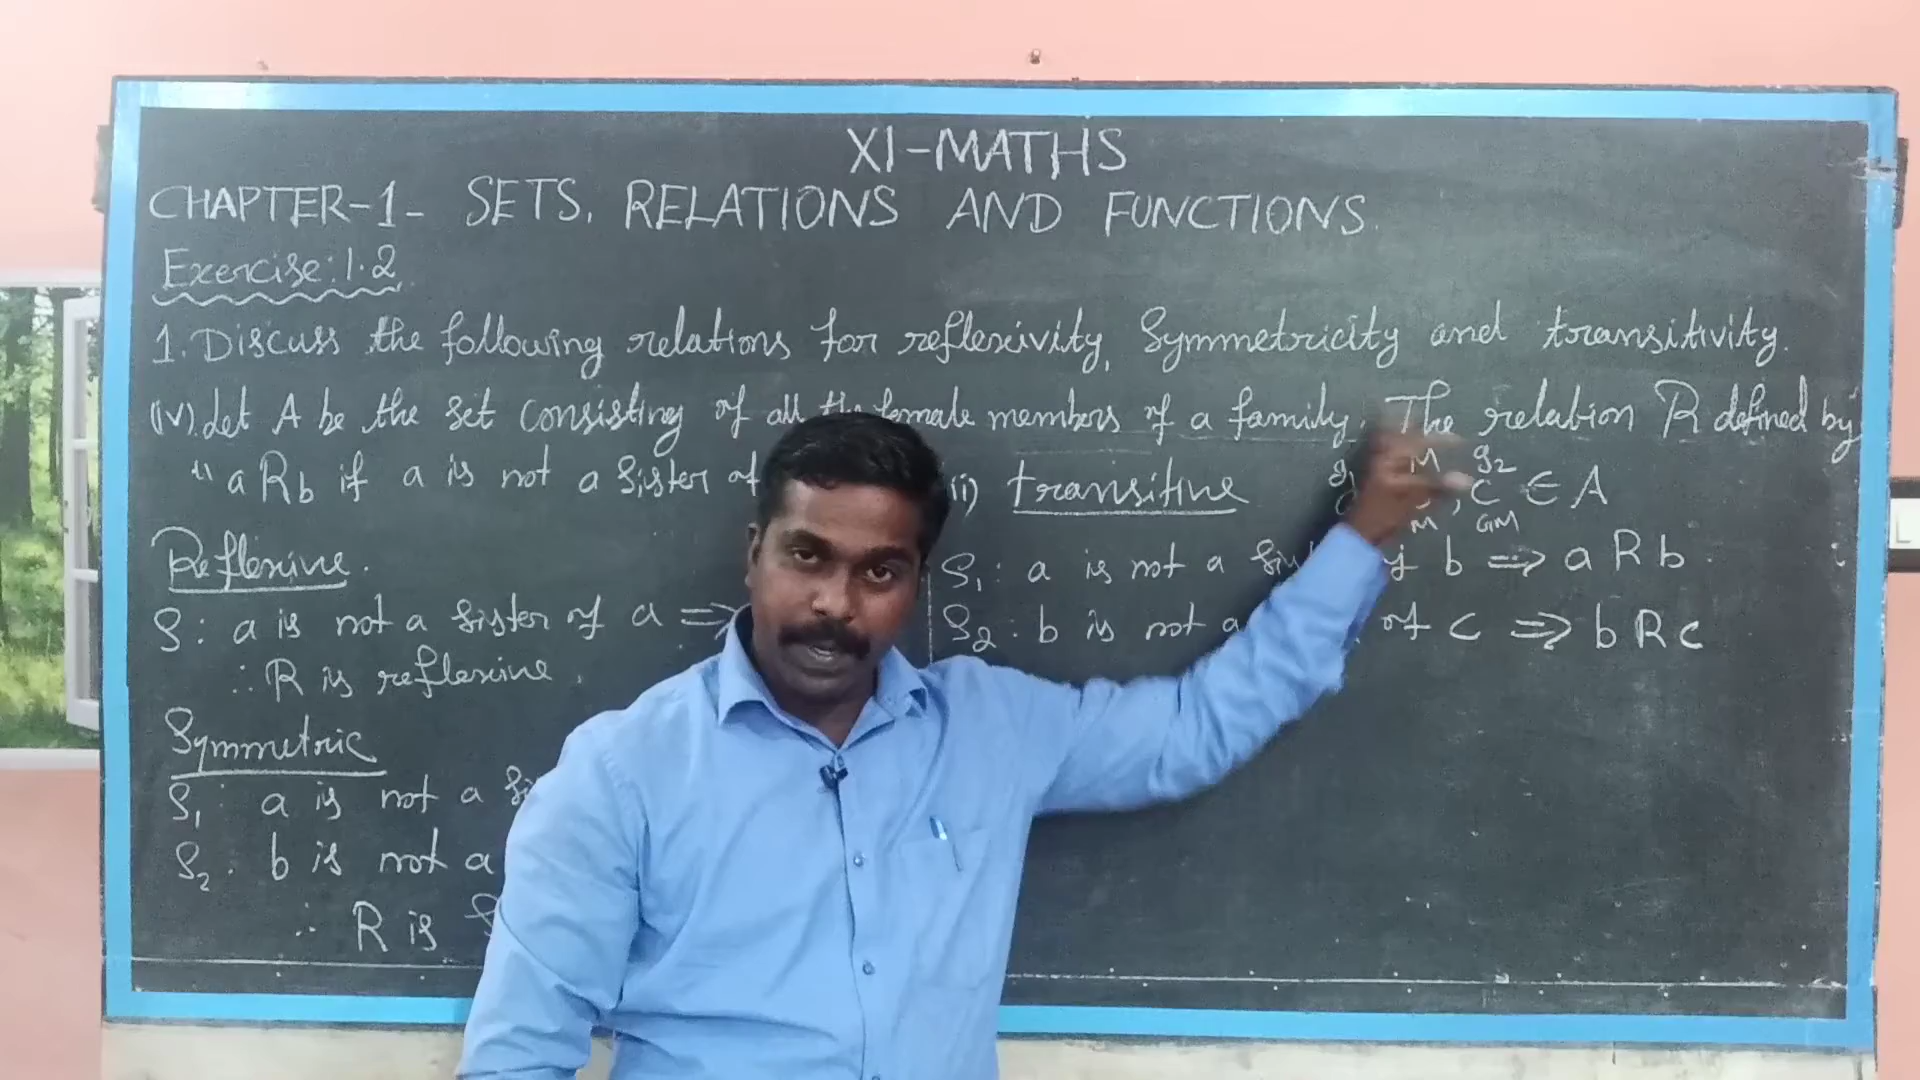 XI-MATHS
CHAPTER-1- SETS, RELATIONS AND FUNCTIONS.
Exercise:1.2
1. Discuss the following relations for reflexivity, Symmetricity and transitivity.
(iv). Let A be the set consisting of all the female members of a family. The relation R defined by
"aRb if a is not a sister of
Reflexive.
S: a is not a sister of a ⇒
∴ R is reflexive.
Symmetric
S₁: a is not a
S₂: b is not a
∴ R is
transitive
M S₂
, C ∈ A
M GM
S₁: a is not a b ⇒ a R b.
S₂: b is not a of c ⇒ b R c